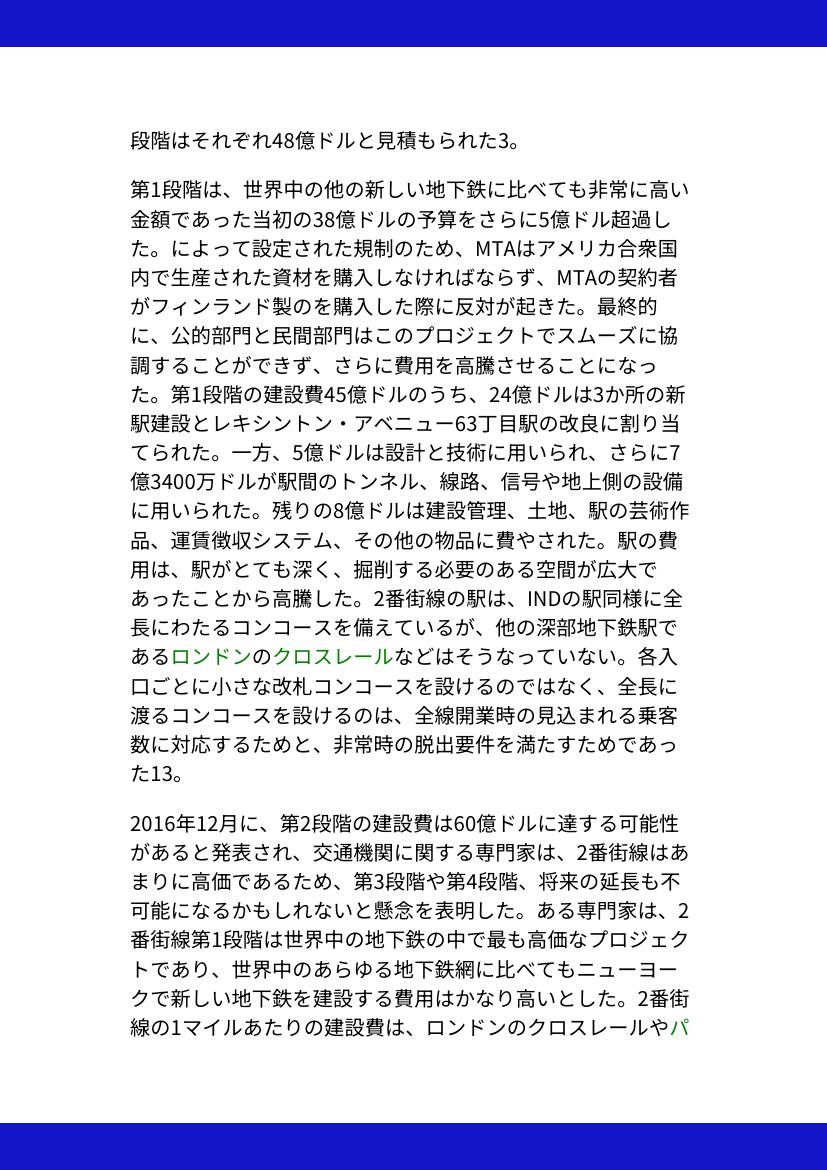 段階はそれぞれ48億ドルと見積もられた3。
第1段階は、世界中の他の新しい地下鉄に比べても非常に高い
金額であった当初の38億ドルの予算をさらに5億ドル超過し
た。によって設定された規制のため、MTAはアメリカ合衆国
内で生産された資材を購入しなければならず、MTAの契約者
がフィンランド製のを購入した際に反対が起きた。最終的
に、公的部門と民間部門はこのプロジェクトでスムーズに協
調することができず、さらに費用を高騰させることになっ
た。第1段階の建設費45億ドルのうち、24億ドルは3か所の新
駅建設とレキシントン・アベニュー63丁目駅の改良に割り当
てられた。一方、5億ドルは設計と技術に用いられ、さらに7
億3400万ドルが駅間のトンネル、線路、信号や地上側の設備
に用いられた。残りの8億ドルは建設管理、土地、駅の芸術作
品、運賃徴収システム、その他の物品に費やされた。駅の費
用は、駅がとても深く、掘削する必要のある空間が広大で
あったことから高騰した。2番街線の駅は、INDの駅同様に全
長にわたるコンコースを備えているが、他の深部地下鉄駅で
あるロンドンのクロスレールなどはそうなっていない。各入
口ごとに小さな改札コンコースを設けるのではなく、全長に
渡るコンコースを設けるのは、全線開業時の見込まれる乗客
数に対応するためと、非常時の脱出要件を満たすためであっ
た13。
2016年12月に、第2段階の建設費は60億ドルに達する可能性
があると発表され、交通機関に関する専門家は、2番街線はあ
まりに高価であるため、第3段階や第4段階、将来の延長も不
可能になるかもしれないと懸念を表明した。ある専門家は、2
番街線第1段階は世界中の地下鉄の中で最も高価なプロジェク
トであり、世界中のあらゆる地下鉄網に比べてもニューヨー
クで新しい地下鉄を建設する費用はかなり高いとした。2番街
線の1マイルあたりの建設費は、ロンドンのクロスレールやパ